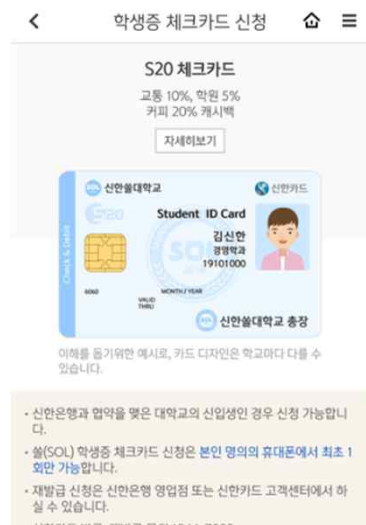 학생증 체크카드 신청
S20 체크카드
교통 10%, 학원 5%
커피 20% 캐시백
자세히보기
SOL 신한쏠대학교
신한카드
S20
Student ID Card
김신한
경영학과
19101000
Check & Debit
MONTH / YEAR
VALID
THRU
신한쏠대학교 총장
이해를 돕기위한 예시로, 카드 디자인은 학교마다 다를 수
있습니다.
• 신한은행과 협약을 맺은 대학교의 신입생인 경우 신청 가능합니
다.
• 쏠(SOL) 학생증 체크카드 신청은 본인 명의의 휴대폰에서 최초 1
회만 가능합니다.
• 재발급 신청은 신한은행 영업점 또는 신한카드 고객센터에서 하
실 수 있습니다.